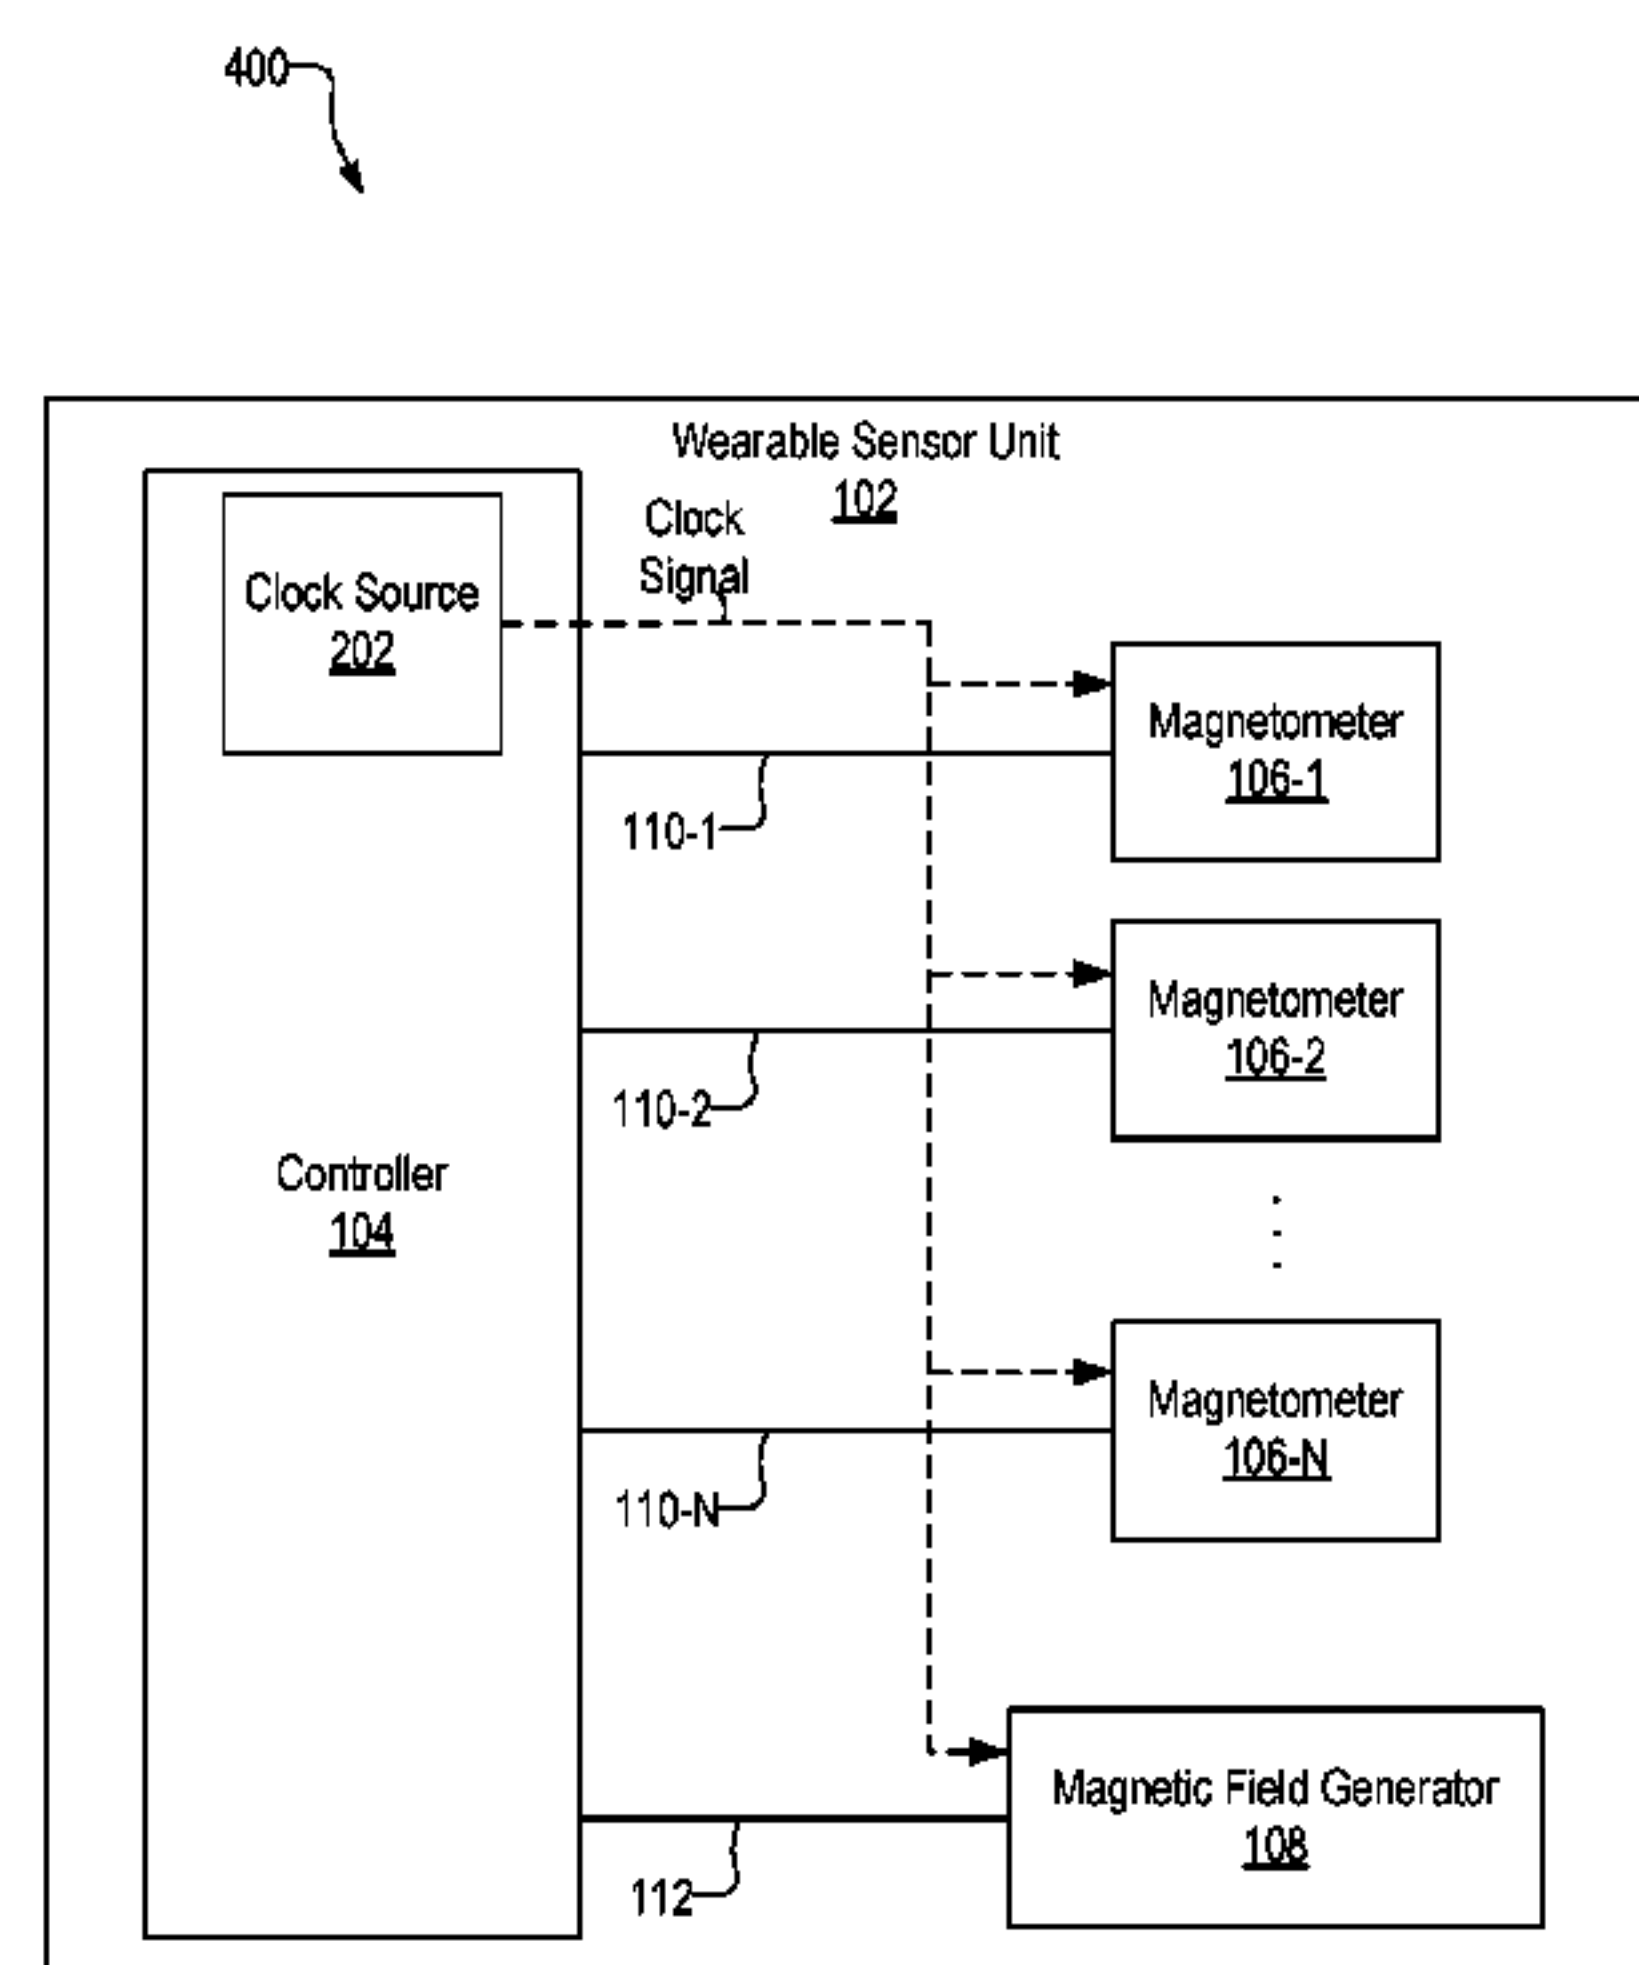 400
Wearable Sensor Unit
102
Clock
Signal
Clock Source
202
Magnetometer
106-1
110-1
Magnetometer
106-2
110-2
Controller
104
.
.
.
Magnetometer
106-N
110-N
Magnetic Field Generator
108
112